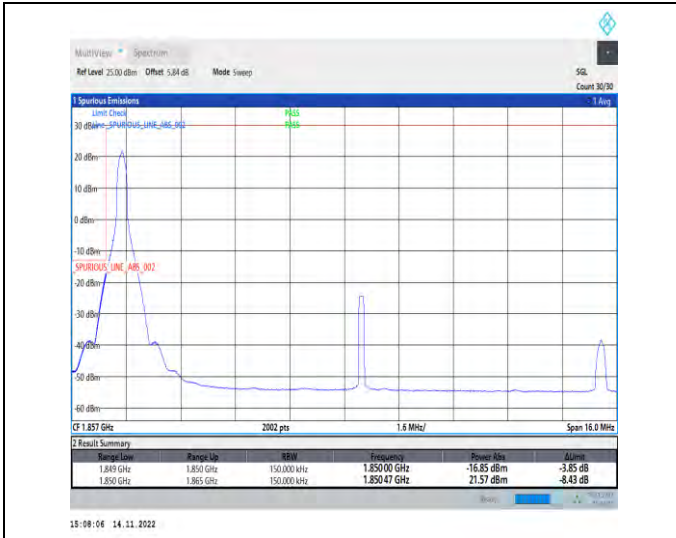 MultiView Spectrum
Ref Level 25.00 dBm Offset 5.84 dB Mode Sweep SGL
Count 30/30
1 Spurious Emissions 1 Avg
Limit Check PASS
30 dBm Line _SPURIOUS_LINE_ABS_002 PASS
20 dBm
10 dBm
0 dBm
-10 dBm
_SPURIOUS_LINE_ABS_002
-20 dBm
-30 dBm
-40 dBm
-50 dBm
-60 dBm
CF 1.857 GHz 2002 pts 1.6 MHz/ Span 16.0 MHz
2 Result Summary
Range Low Range Up RBW Frequency Power Abs ΔLimit
1.849 GHz 1.850 GHz 150.000 kHz 1.85000 GHz -16.85 dBm -3.85 dB
1.850 GHz 1.865 GHz 150.000 kHz 1.85047 GHz 21.57 dBm -8.43 dB
15:08:06 14.11.2022